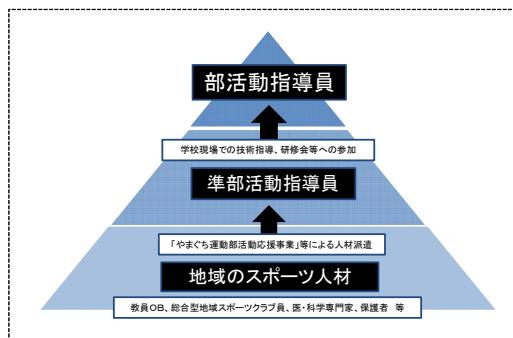 部活動指導員
学校現場での技術指導、研修会等への参加
準部活動指導員
「やまぐち運動部活動応援事業」等による人材派遣
地域のスポーツ人材
教員OB、総合型地域スポーツクラブ員、医・科学専門家、保護者 等